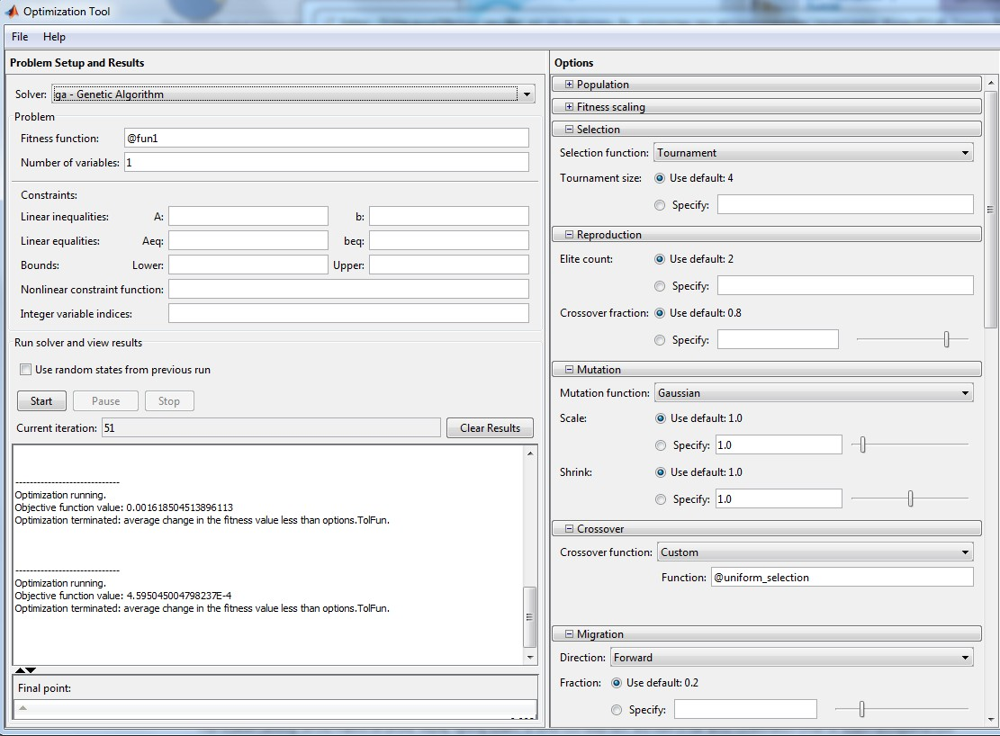 Optimization Tool
File Help
Problem Setup and Results
Solver: ga - Genetic Algorithm
Problem
Fitness function: @fun1
Number of variables: 1
Constraints:
Linear inequalities: A: b:
Linear equalities: Aeq: beq:
Bounds: Lower: Upper:
Nonlinear constraint function:
Integer variable indices:
Run solver and view results
Use random states from previous run
Start Pause Stop
Current iteration: 51 Clear Results
-----------------------------
Optimization running.
Objective function value: 0.001618504513896113
Optimization terminated: average change in the fitness value less than options.TolFun.
-----------------------------
Optimization running.
Objective function value: 4.595045004798237E-4
Optimization terminated: average change in the fitness value less than options.TolFun.
Final point:
Options
Population
Fitness scaling
Selection
Selection function: Tournament
Tournament size: Use default: 4
Specify:
Reproduction
Elite count: Use default: 2
Specify:
Crossover fraction: Use default: 0.8
Specify:
Mutation
Mutation function: Gaussian
Scale: Use default: 1.0
Specify: 1.0
Shrink: Use default: 1.0
Specify: 1.0
Crossover
Crossover function: Custom
Function: @uniform_selection
Migration
Direction: Forward
Fraction: Use default: 0.2
Specify: